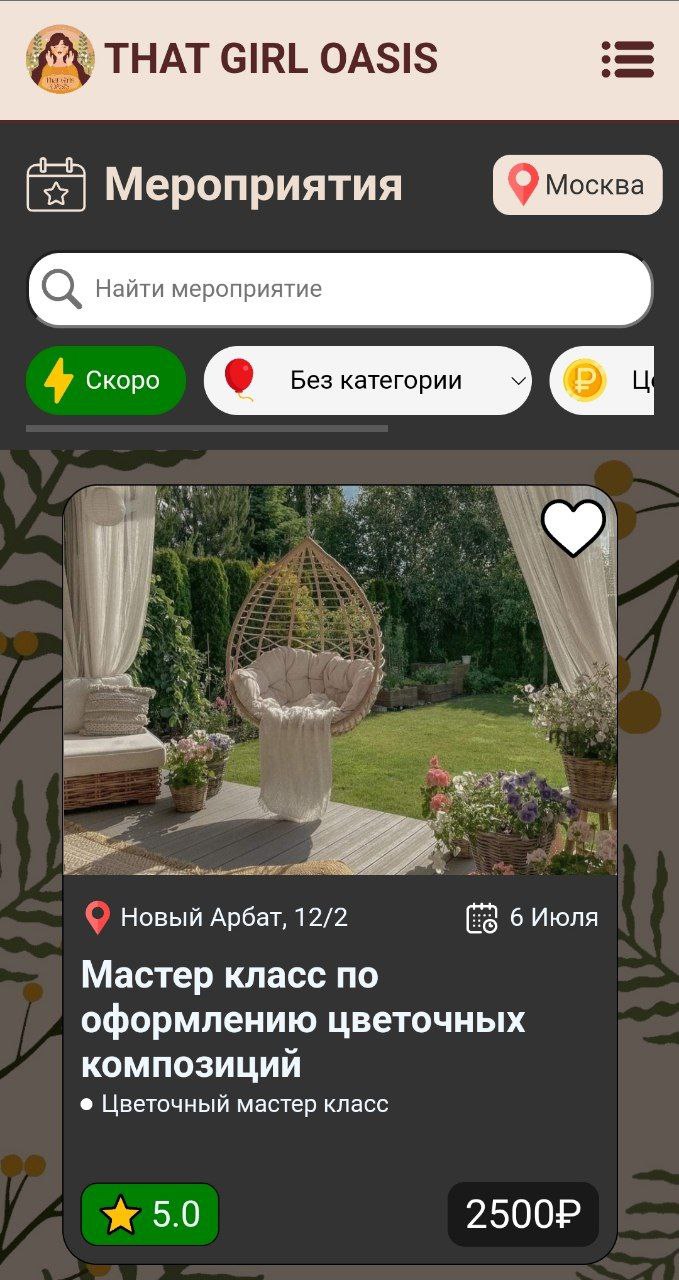 THAT GIRL OASIS
Мероприятия
Москва
Найти мероприятие
Скоро
Без категории
Новый Арбат, 12/2
6 Июля
Мастер класс по
оформлению цветочных
композиций
Цветочный мастер класс
5.0
2500₽